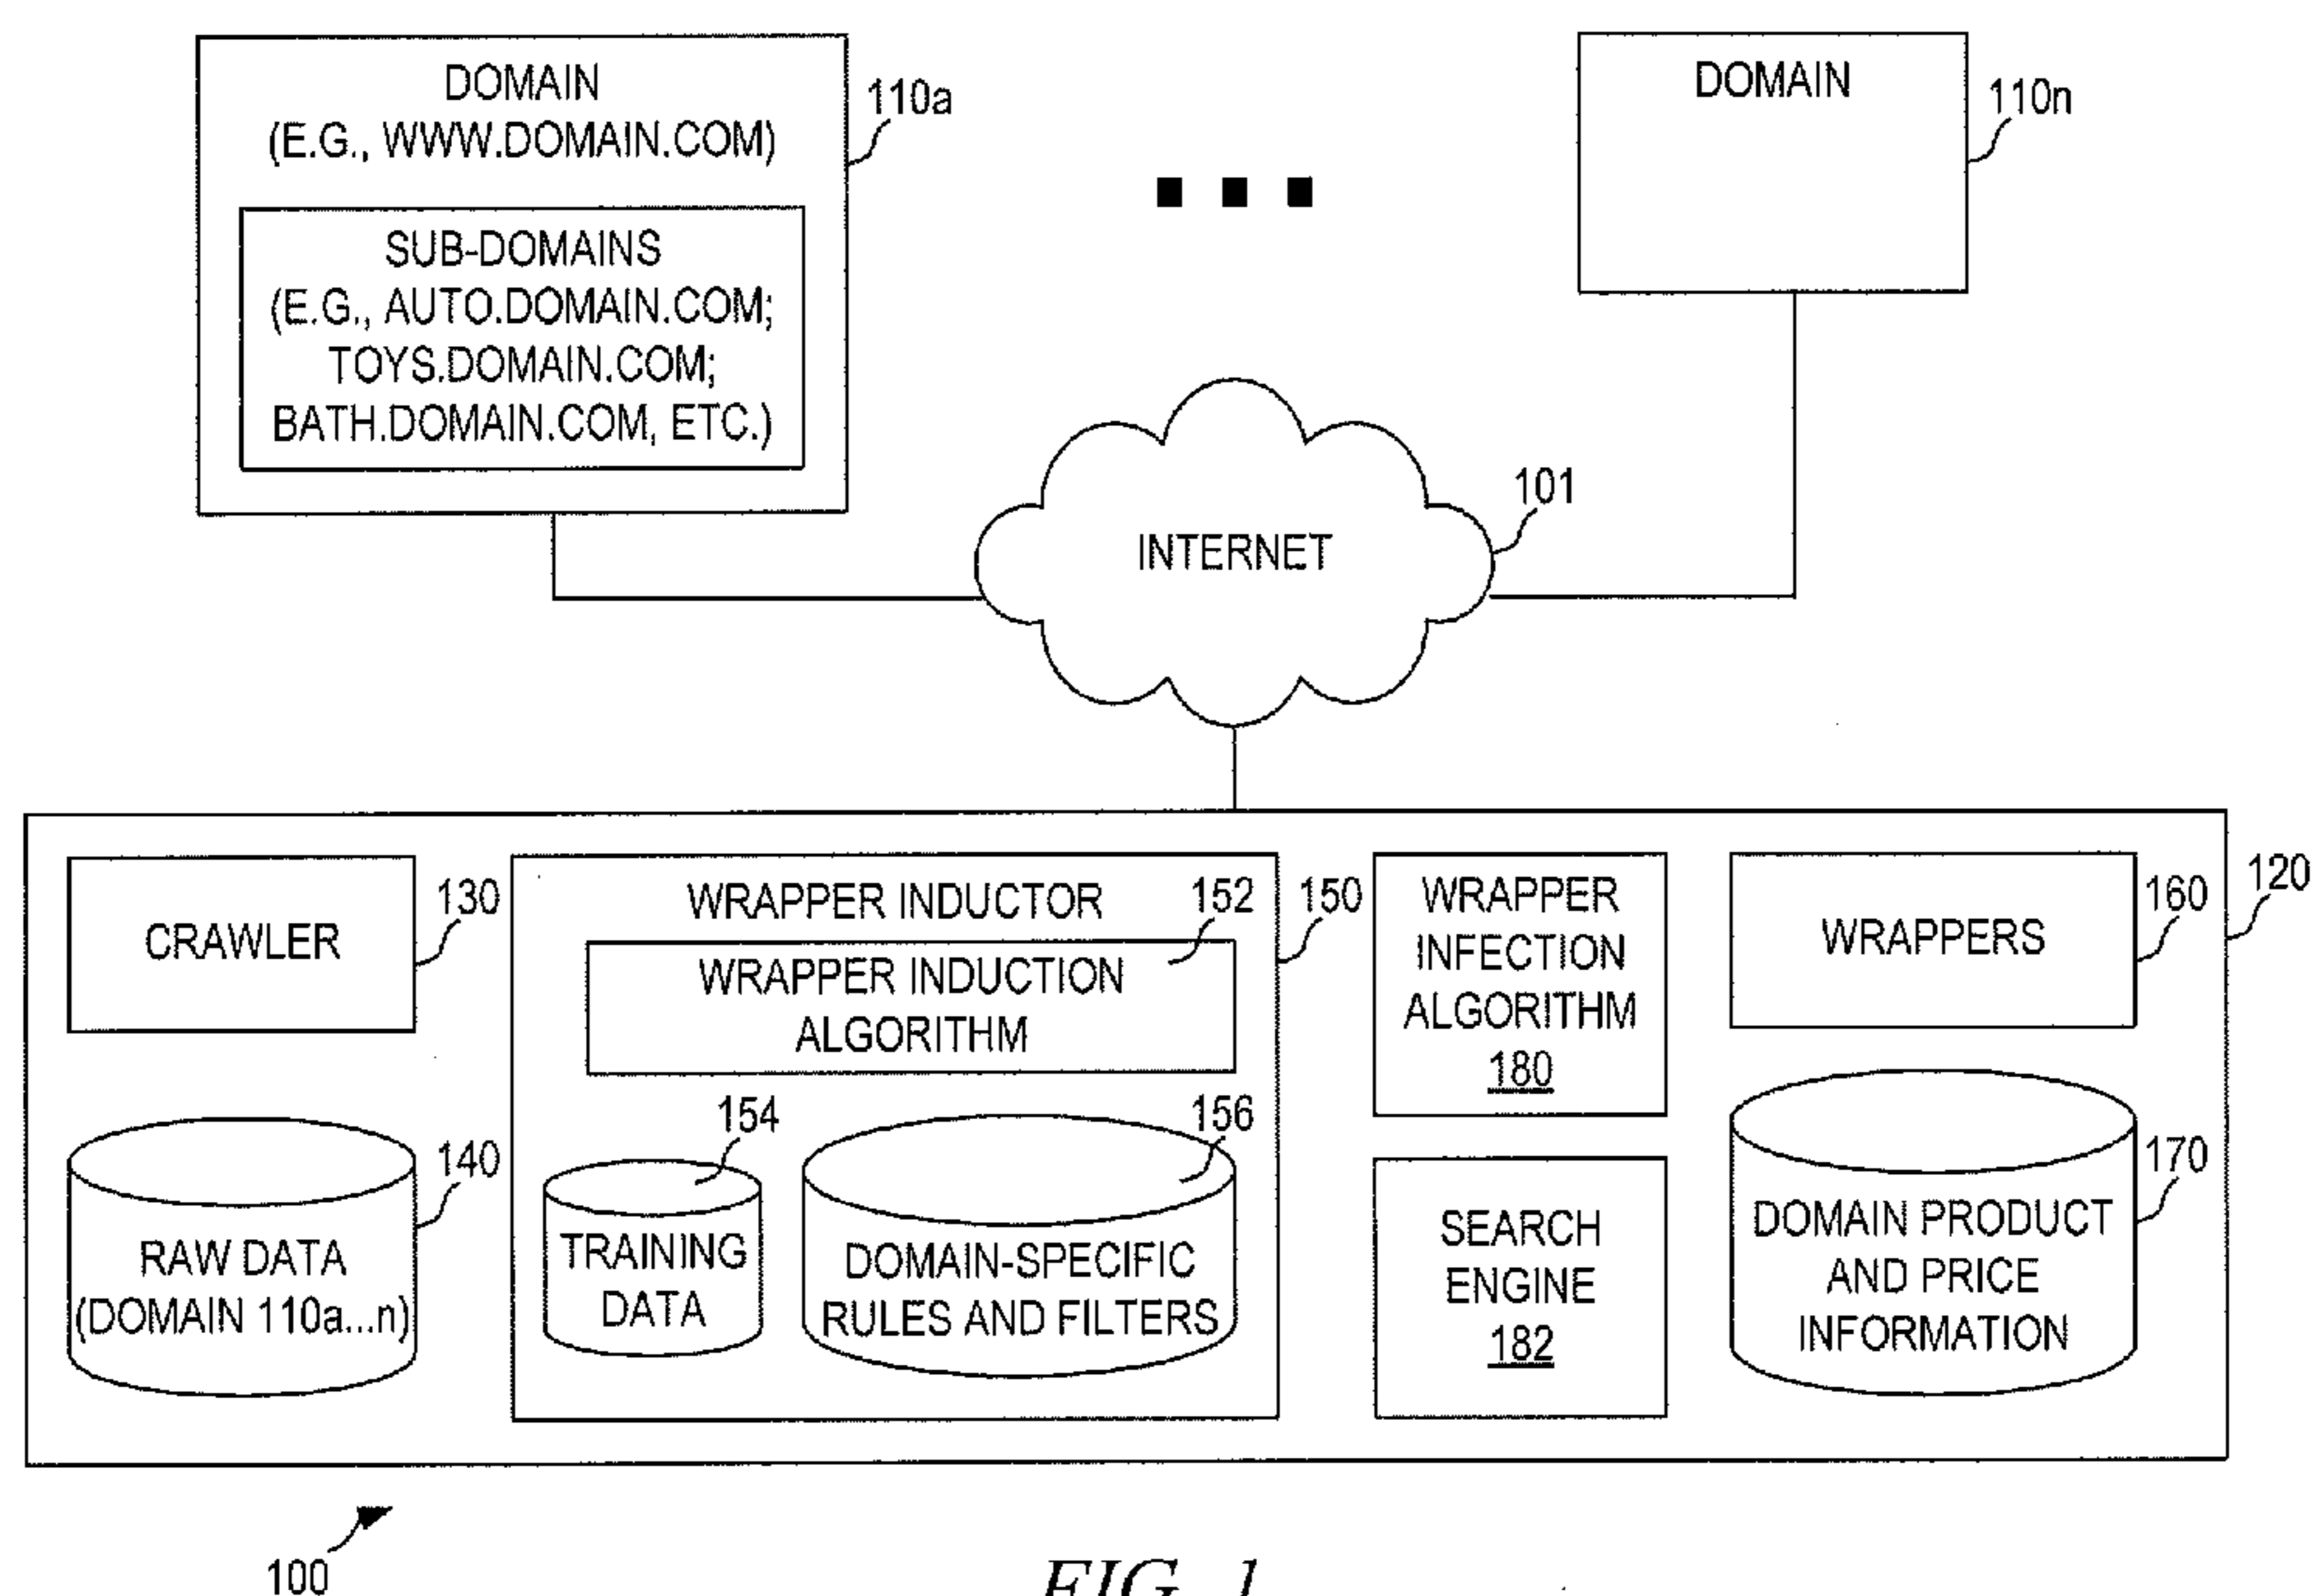 DOMAIN
(E.G., WWW.DOMAIN.COM)
110a
SUB-DOMAINS
(E.G., AUTO.DOMAIN.COM;
TOYS.DOMAIN.COM;
BATH.DOMAIN.COM, ETC.)
DOMAIN
110n
INTERNET
101
120
CRAWLER
130
RAW DATA
(DOMAIN 110a...n)
140
WRAPPER INDUCTOR
150
WRAPPER INDUCTION
ALGORITHM
152
TRAINING
DATA
154
DOMAIN-SPECIFIC
RULES AND FILTERS
156
WRAPPER
INFECTION
ALGORITHM
180
SEARCH
ENGINE
182
WRAPPERS
160
DOMAIN PRODUCT
AND PRICE
INFORMATION
170
100
FIG. 1